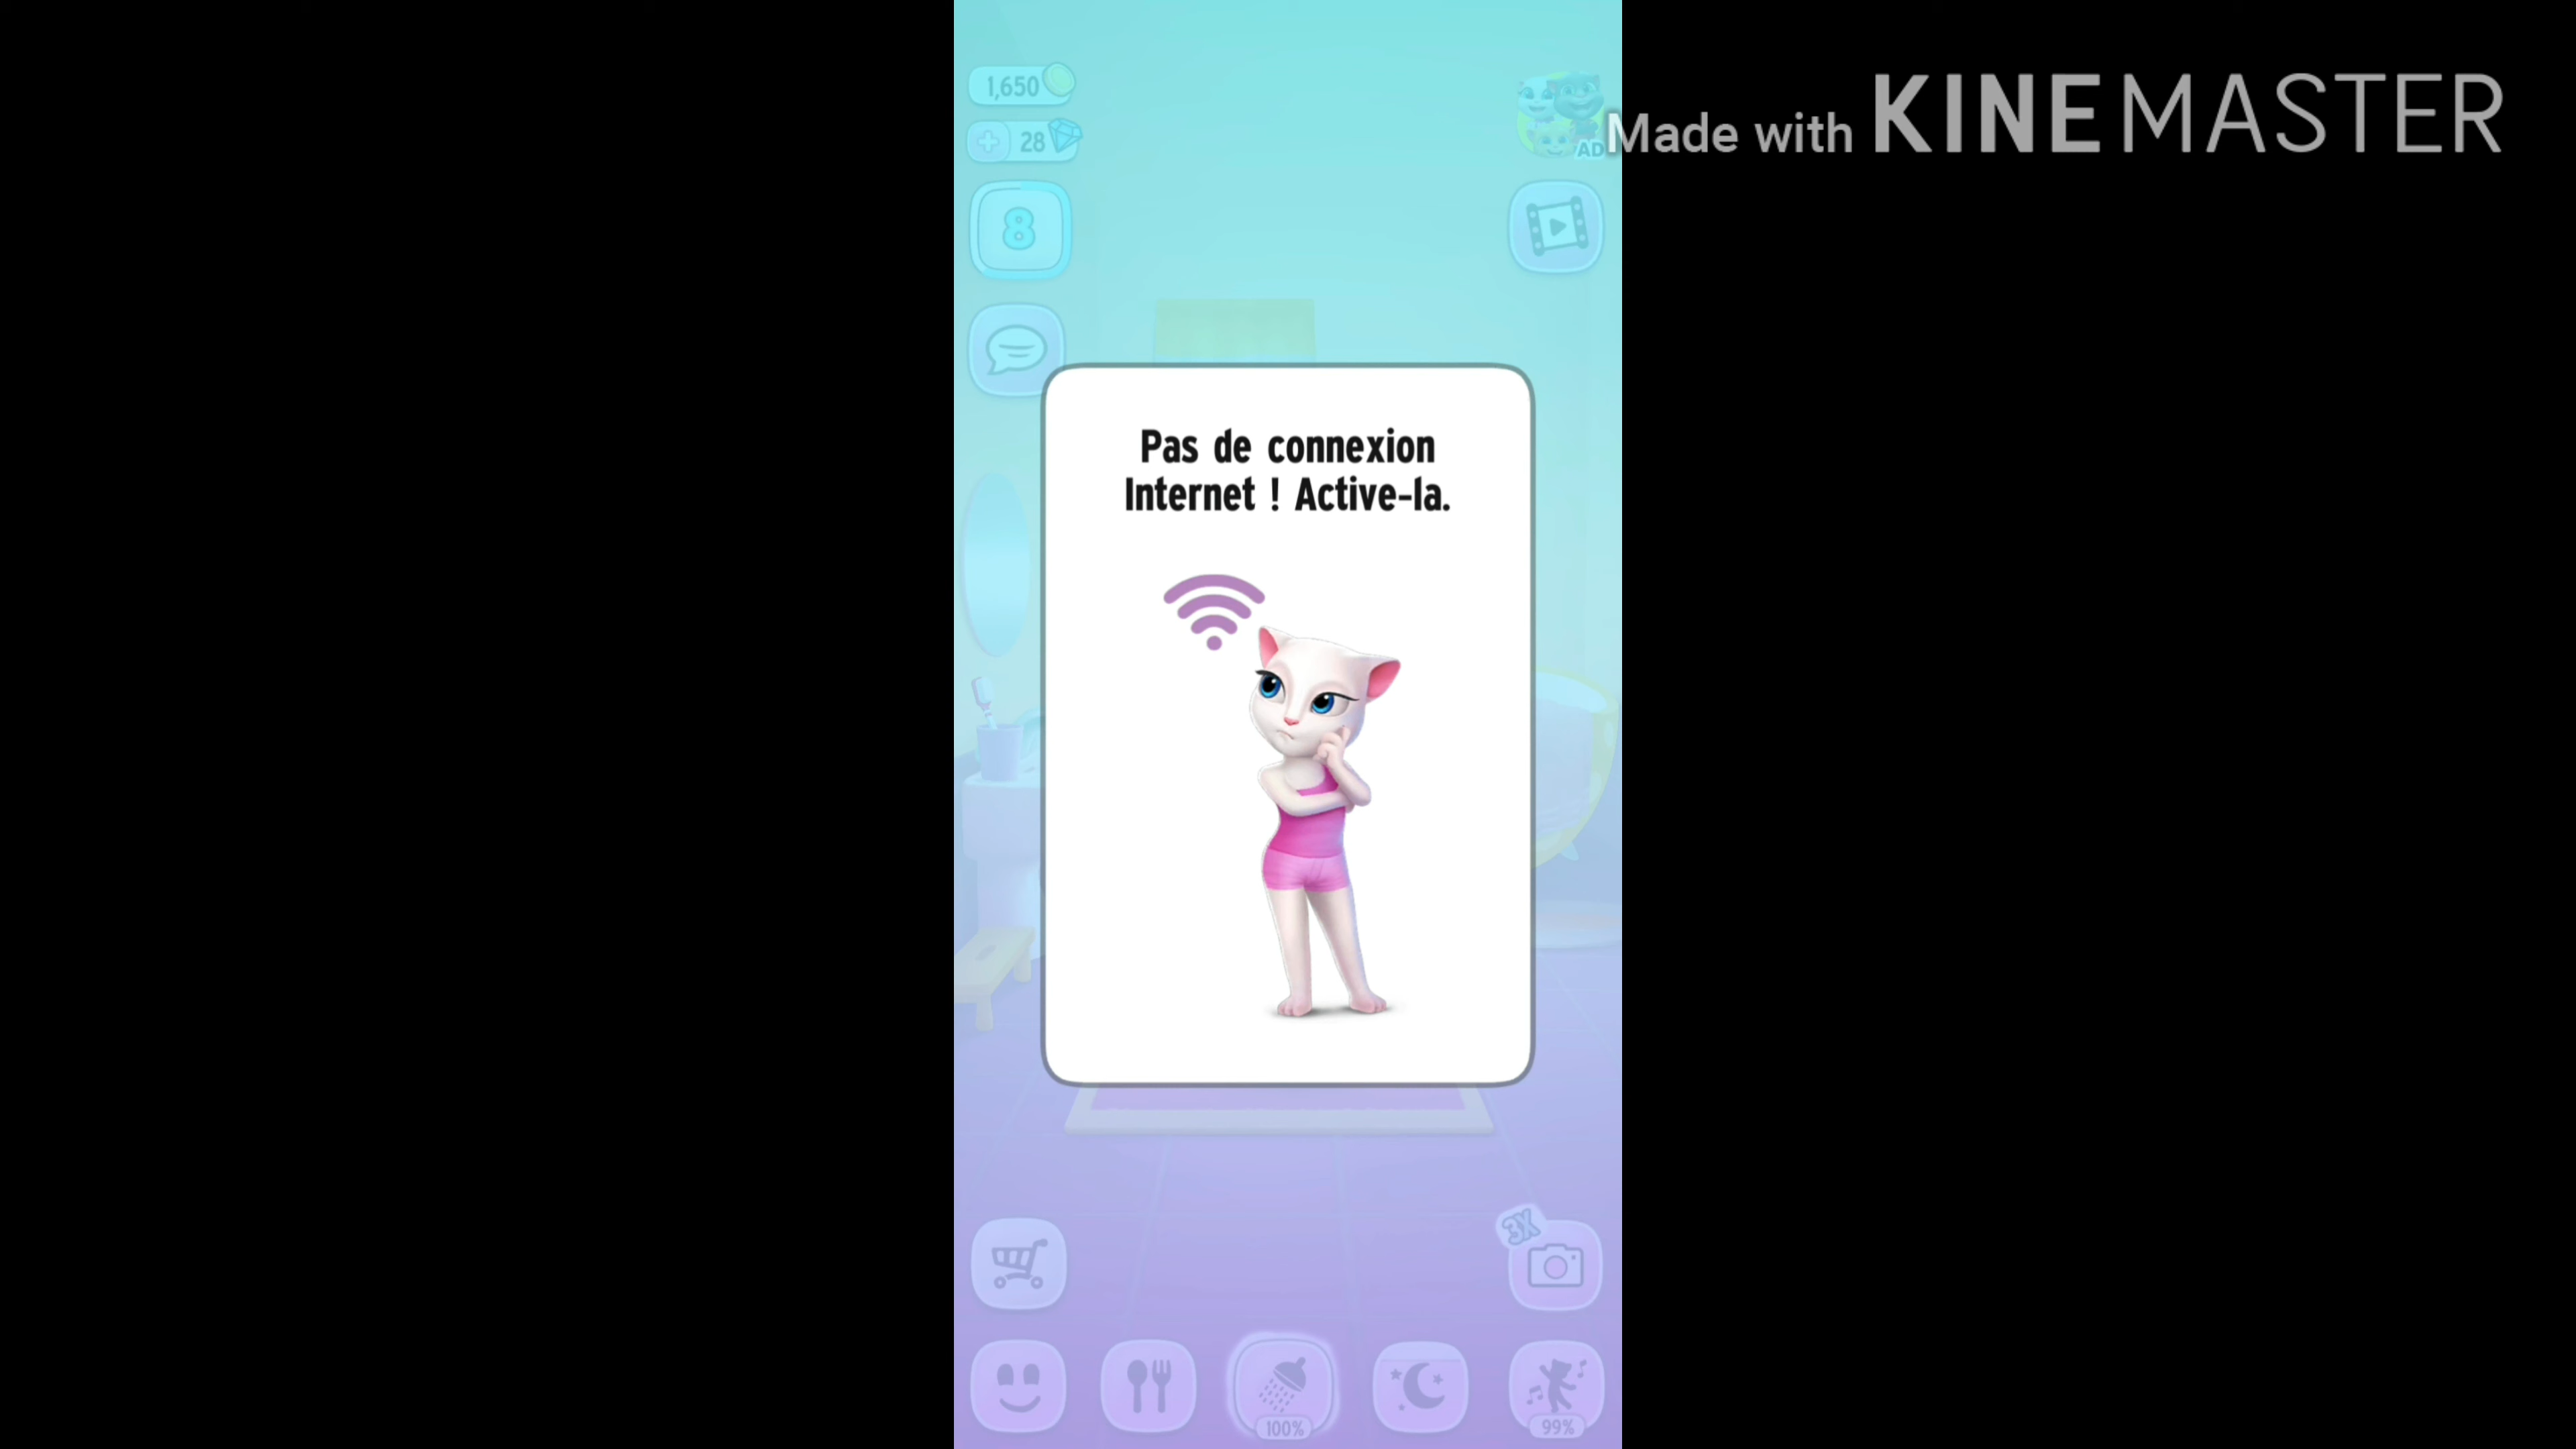 1,650
28
AD
Made with KINEMASTER
8
Pas de connexion
Internet ! Active-la.
3X
100%
99%